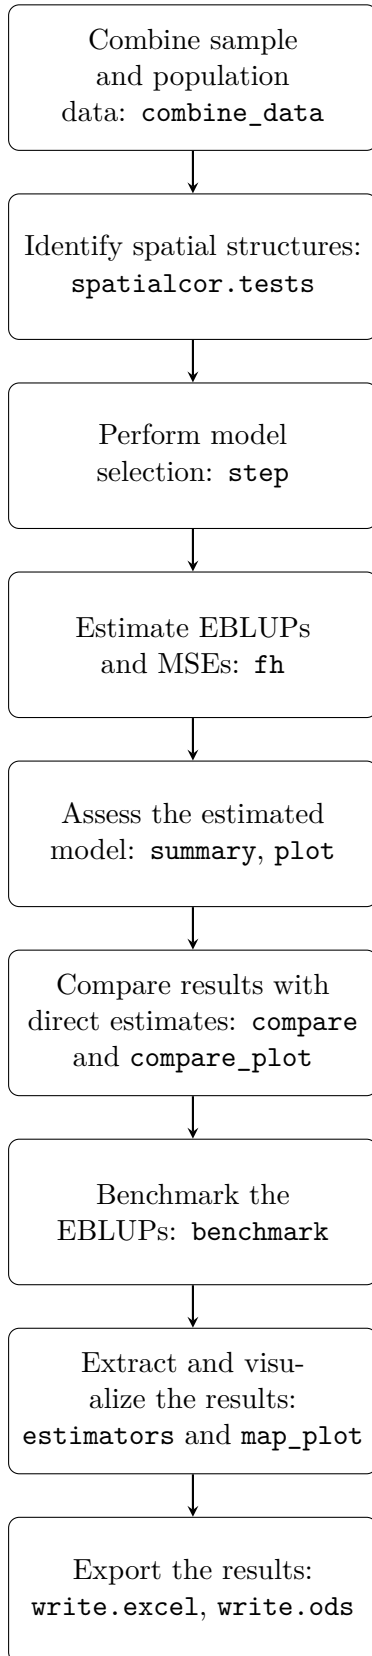 Combine sample
and population
data: combine_data
Identify spatial structures:
spatialcor.tests
Perform model
selection: step
Estimate EBLUPs
and MSEs: fh
Assess the estimated
model: summary, plot
Compare results with
direct estimates: compare
and compare_plot
Benchmark the
EBLUPs: benchmark
Extract and visu-
alize the results:
estimators and map_plot
Export the results:
write.excel, write.ods